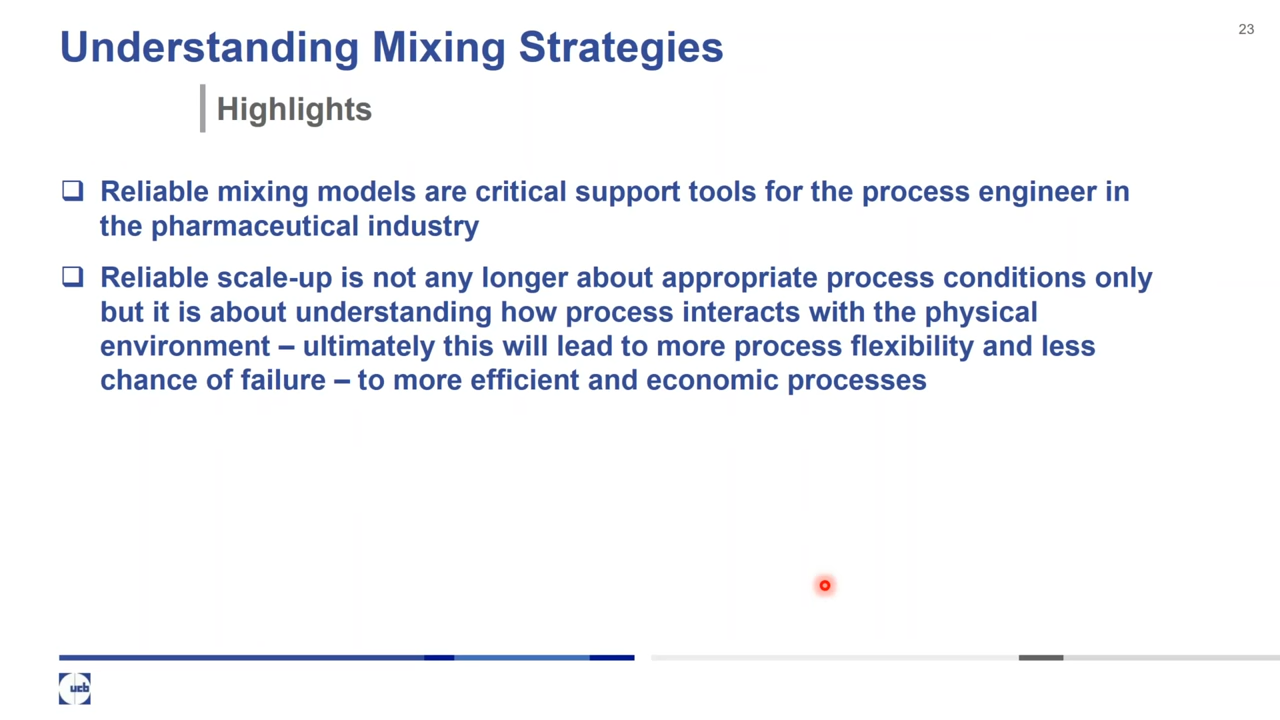 23
Understanding Mixing Strategies
Highlights
Reliable mixing models are critical support tools for the process engineer in
the pharmaceutical industry
Reliable scale-up is not any longer about appropriate process conditions only
but it is about understanding how process interacts with the physical
environment – ultimately this will lead to more process flexibility and less
chance of failure – to more efficient and economic processes
ucb